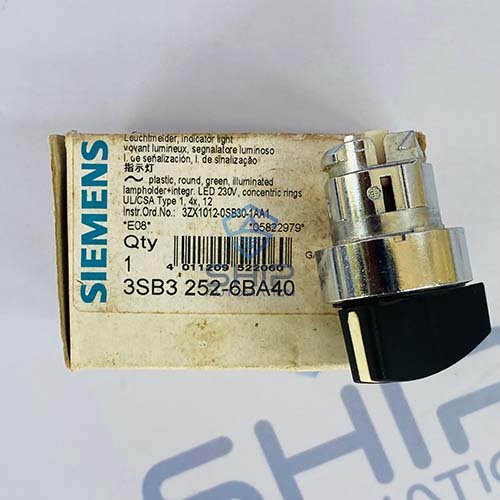 SIEMENS
Leuchtmelder, indicator light
voyant lumineux, segnalatore luminoso
l. de señalización, l. de sinalização
指示灯
plastic, round, green, illuminated
lampholder+integr. LED 230V, concentric rings
UL/CSA Type 1, 4x, 12
Instr.Ord.No.: 3ZX1012-0SB30-1AA1
*E08* *05822979*
Qty
1
4 011209 522060
3SB3 252-6BA40
SHIP
SHIP